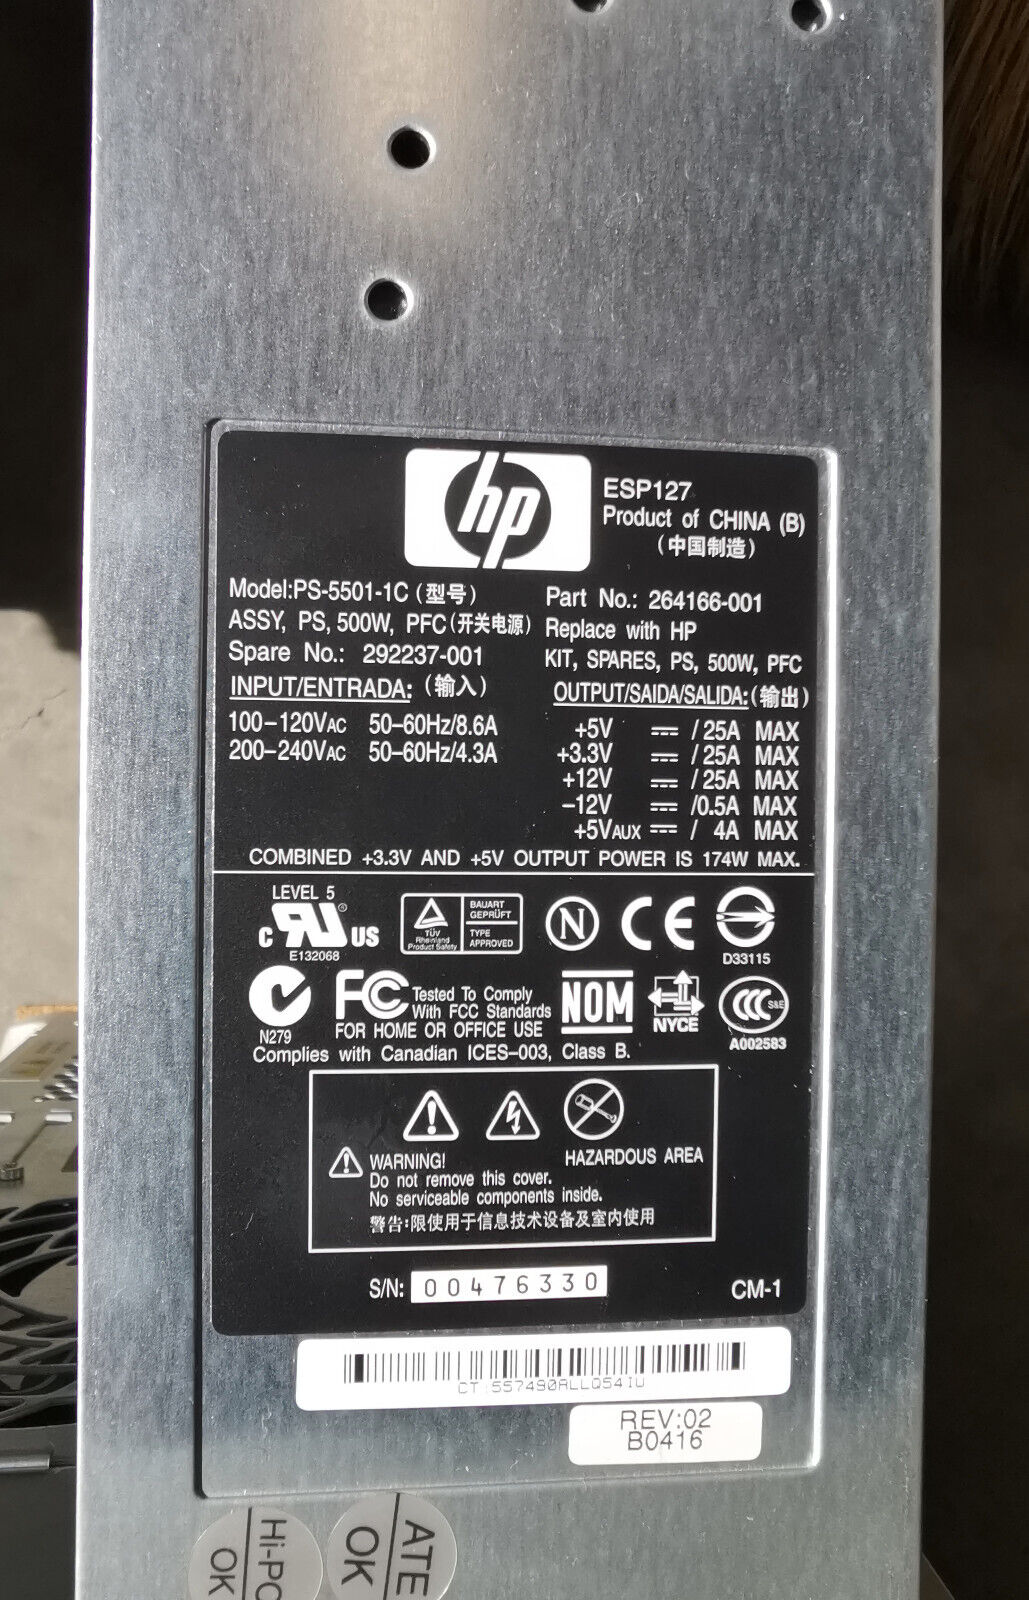 hp
ESP127
Product of CHINA (B)
(中国制造)
Model:PS-5501-1C (型号)
ASSY, PS, 500W, PFC(开关电源)
Spare No.: 292237-001
Part No.: 264166-001
Replace with HP
KIT, SPARES, PS, 500W, PFC
INPUT/ENTRADA: (输入)
100-120VAC 50-60Hz/8.6A
200-240VAC 50-60Hz/4.3A
OUTPUT/SAIDA/SALIDA:(输出)
+5V ⎓ / 25A MAX
+3.3V ⎓ / 25A MAX
+12V ⎓ / 25A MAX
-12V ⎓ /0.5A MAX
+5VAUX ⎓ / 4A MAX
COMBINED +3.3V AND +5V OUTPUT POWER IS 174W MAX.
LEVEL 5
c RU ® US
E132068
TÜV
Rheinland
Product Safety
BAUART
GEPRÜFT
TYPE
APPROVED
N
CE
D33115
N279
FC Tested To Comply
With FCC Standards
FOR HOME OR OFFICE USE
NOM
NYCE
CCC S&E
A002583
Complies with Canadian ICES-003, Class B.
HAZARDOUS AREA
WARNING!
Do not remove this cover.
No serviceable components inside.
警告:限使用于信息技术设备及室内使用
S/N: 00476330
CM-1
CT:557490ALLQ54IU
REV:02
B0416
Hi-PO
OK
ATE
OK